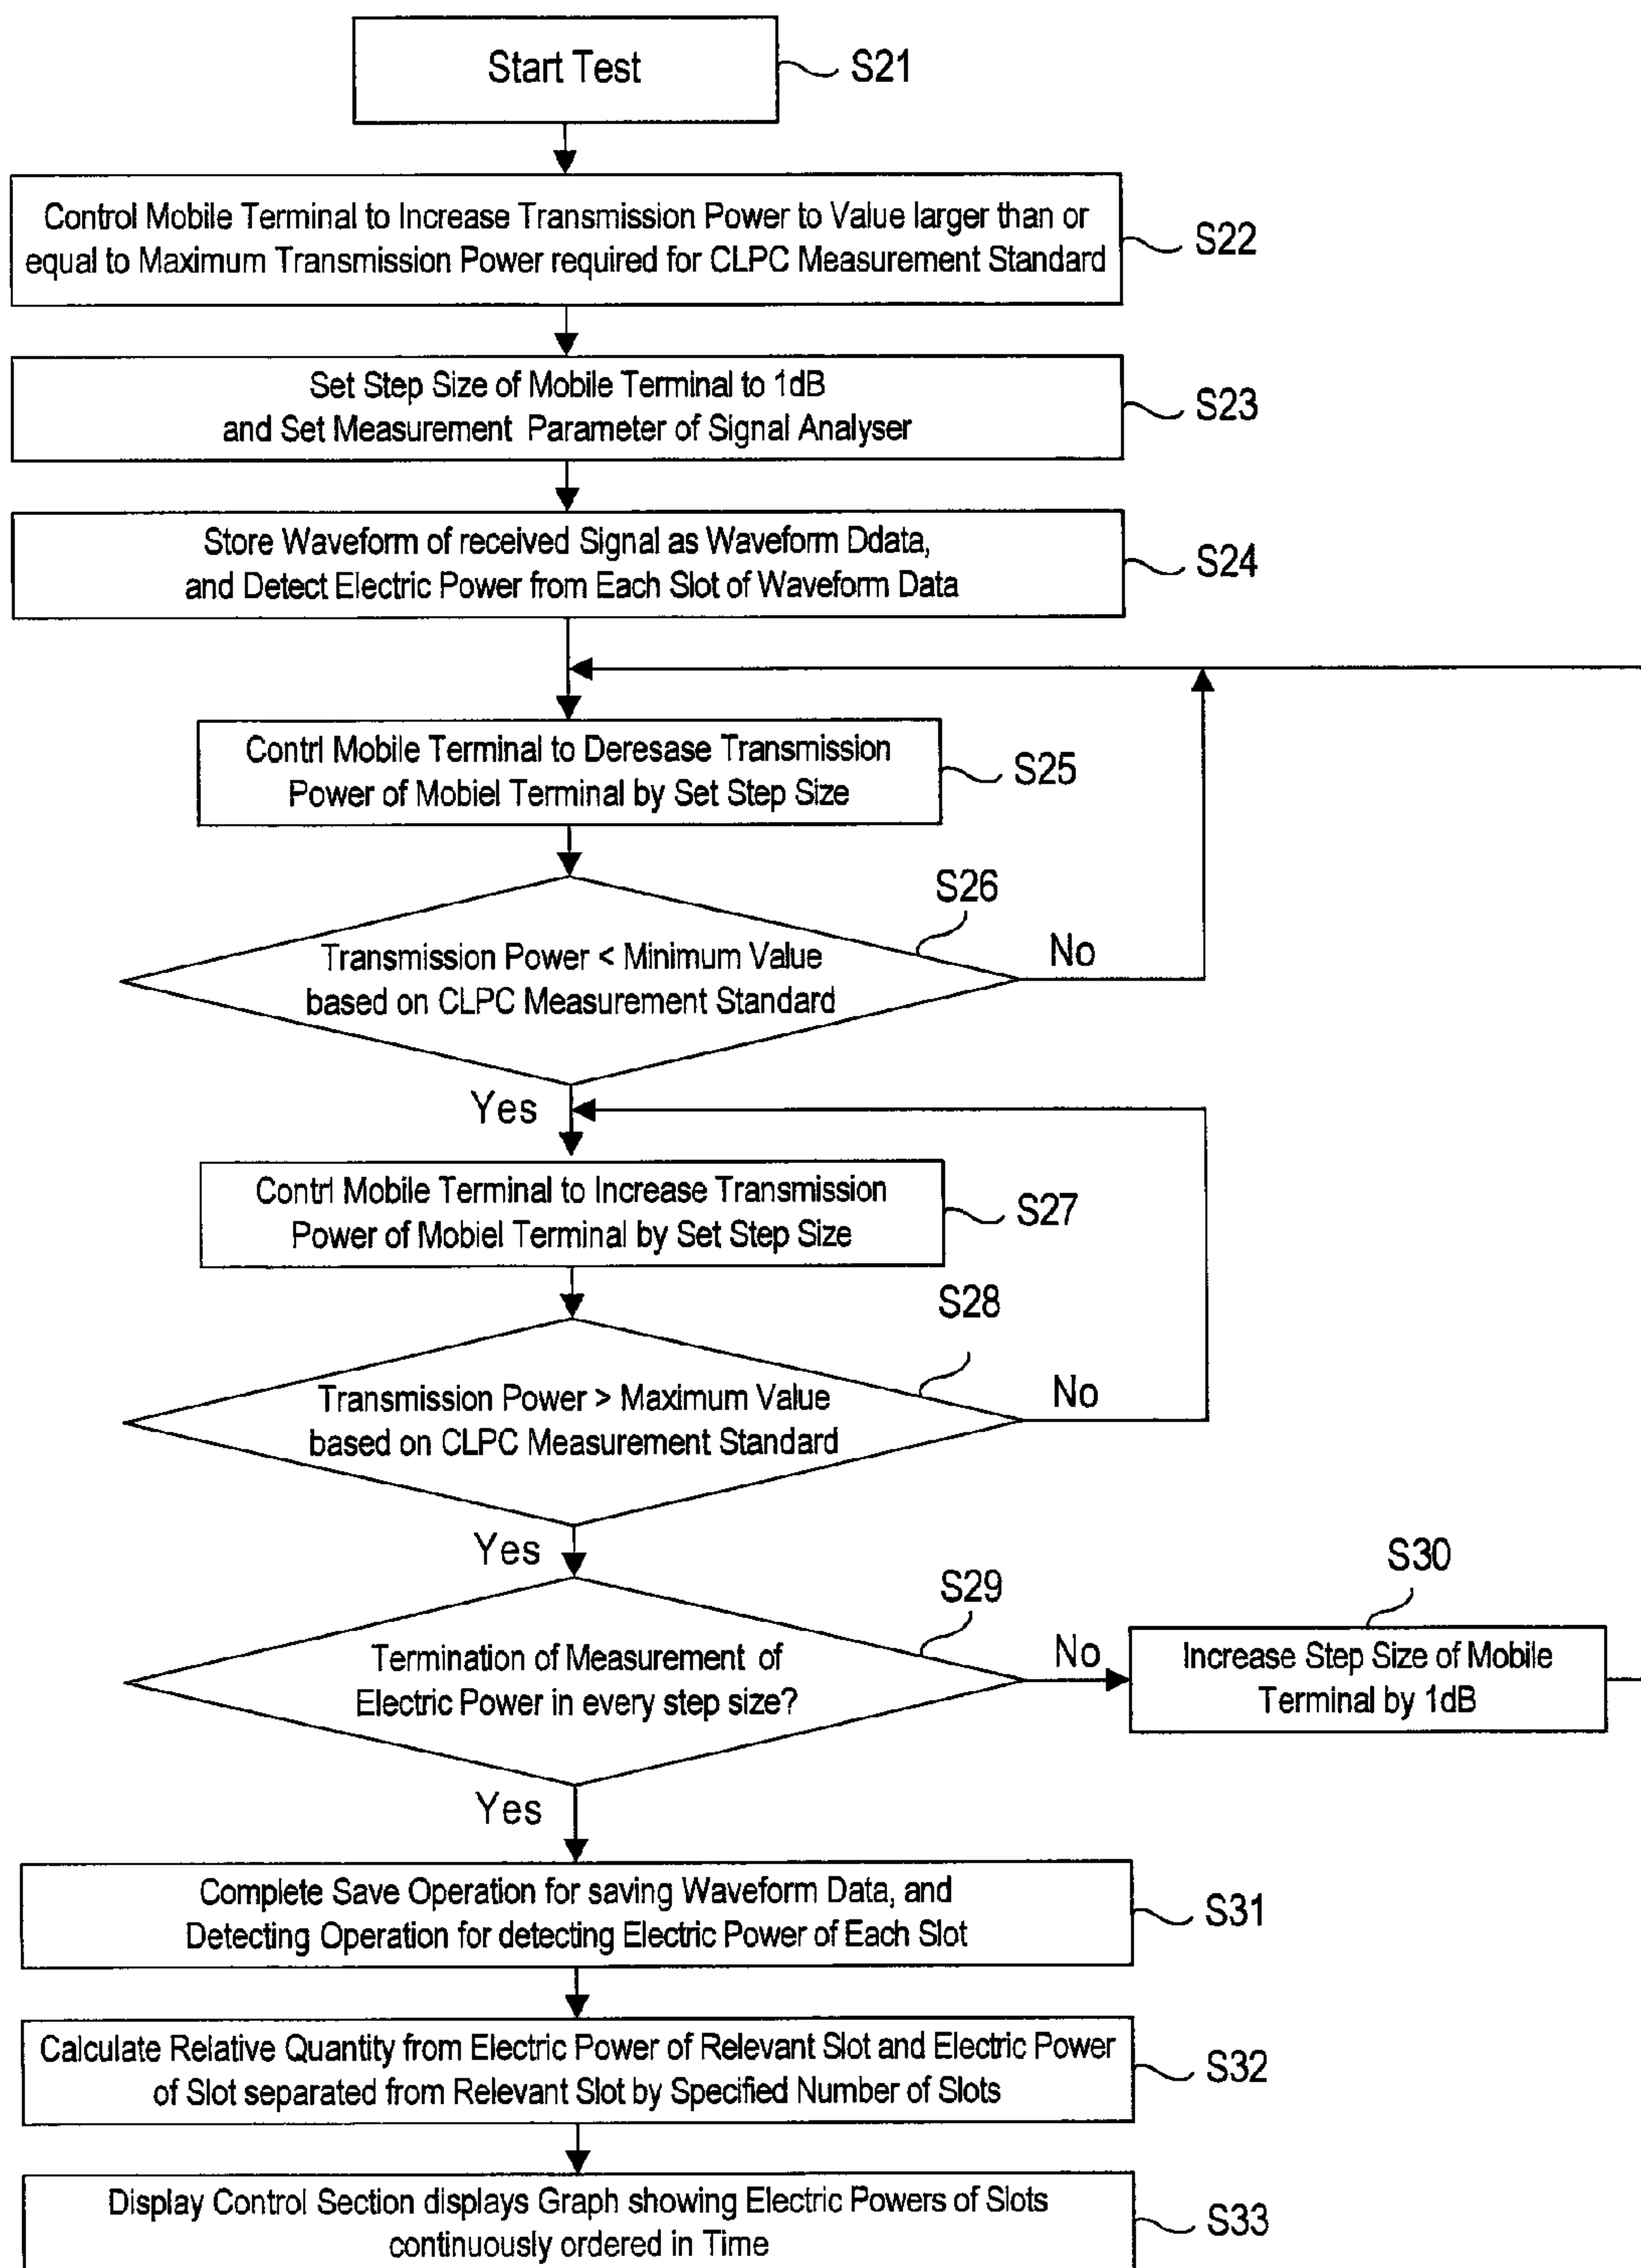 Start Test
S21
Control Mobile Terminal to Increase Transmission Power to Value larger than or
equal to Maximum Transmission Power required for CLPC Measurement Standard
S22
Set Step Size of Mobile Terminal to 1dB
and Set Measurement Parameter of Signal Analyser
S23
Store Waveform of received Signal as Waveform Ddata,
and Detect Electric Power from Each Slot of Waveform Data
S24
Contrl Mobile Terminal to Deresase Transmission
Power of Mobiel Terminal by Set Step Size
S25
S26
Transmission Power < Minimum Value
based on CLPC Measurement Standard
No
Yes
Contrl Mobile Terminal to Increase Transmission
Power of Mobiel Terminal by Set Step Size
S27
S28
Transmission Power > Maximum Value
based on CLPC Measurement Standard
No
Yes
S29
Termination of Measurement of
Electric Power in every step size?
No
S30
Increase Step Size of Mobile
Terminal by 1dB
Yes
Complete Save Operation for saving Waveform Data, and
Detecting Operation for detecting Electric Power of Each Slot
S31
Calculate Relative Quantity from Electric Power of Relevant Slot and Electric Power
of Slot separated from Relevant Slot by Specified Number of Slots
S32
Display Control Section displays Graph showing Electric Powers of Slots
continuously ordered in Time
S33